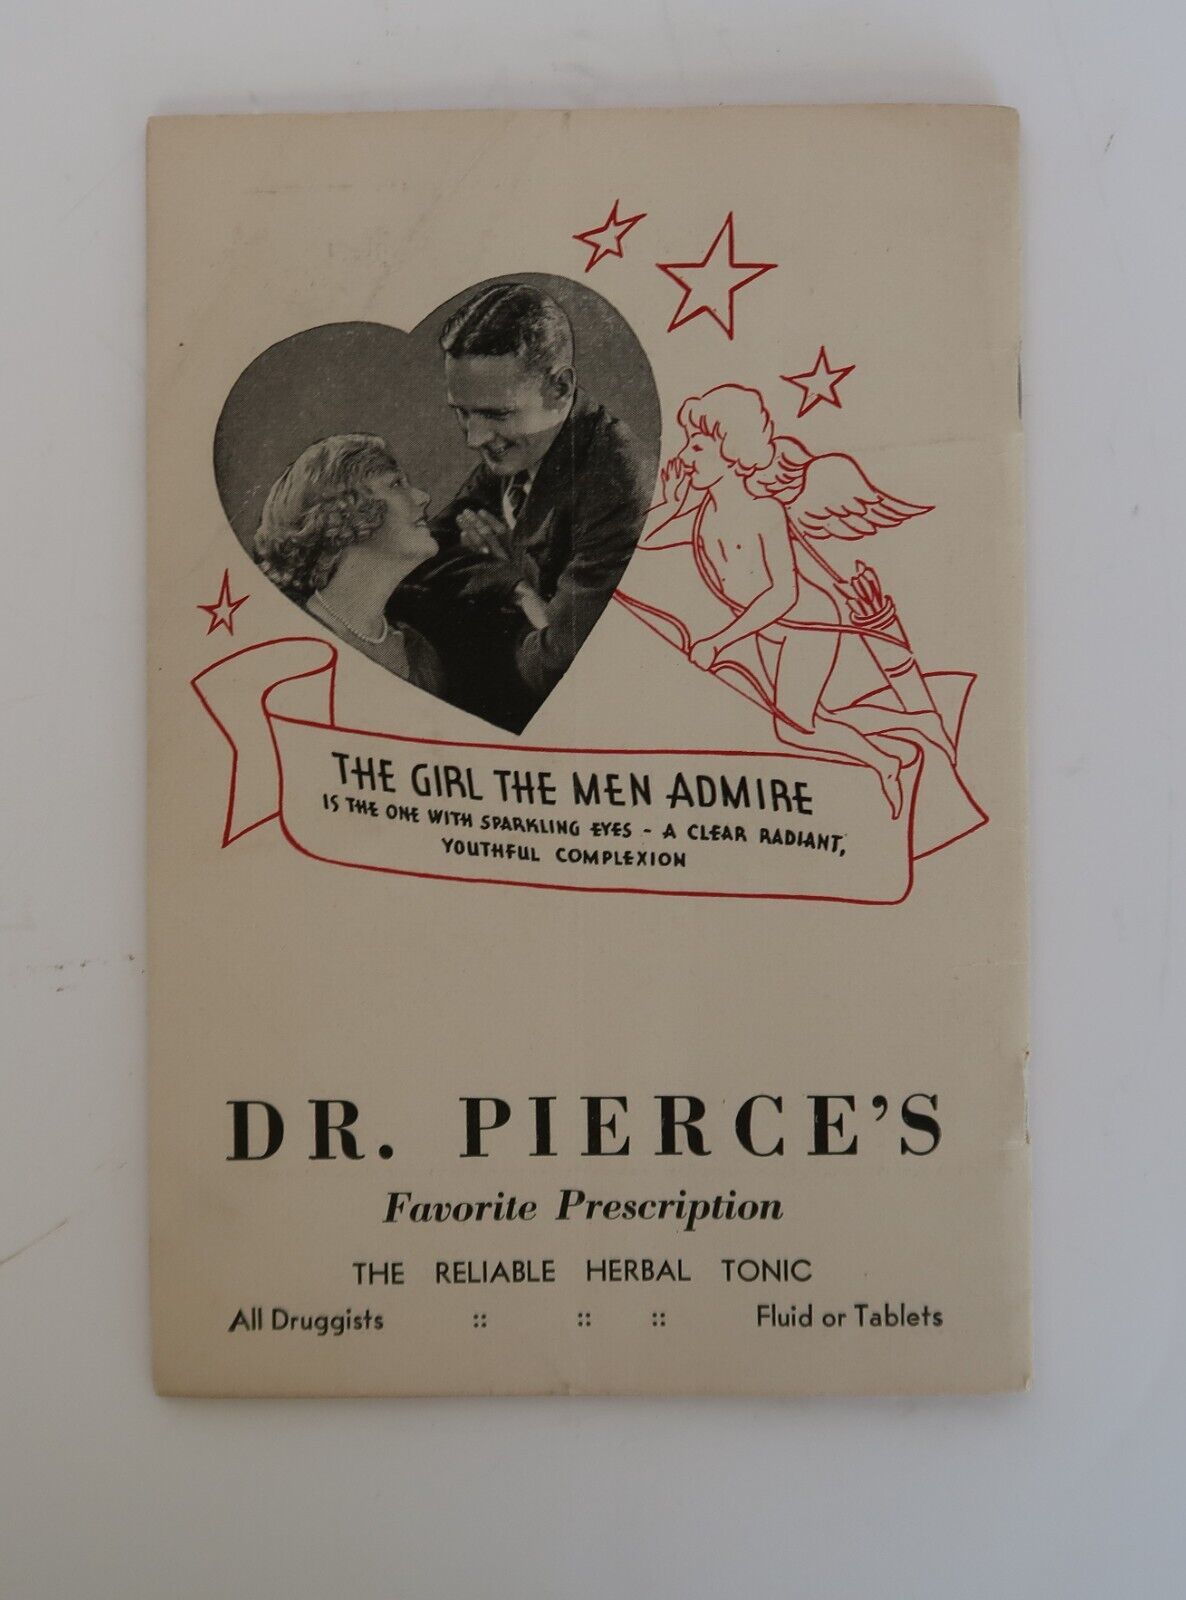 THE GIRL THE MEN ADMIRE
IS THE ONE WITH SPARKLING EYES - A CLEAR RADIANT,
YOUTHFUL COMPLEXION
DR. PIERCE'S
Favorite Prescription
THE RELIABLE HERBAL TONIC
All Druggists :: :: :: Fluid or Tablets